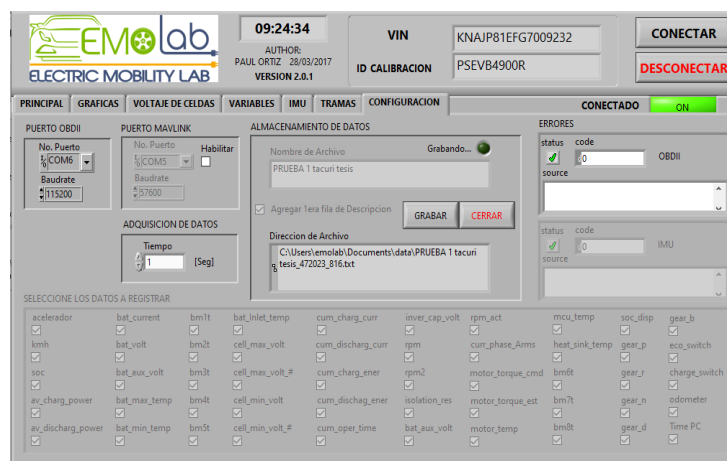 EMOlab
ELECTRIC MOBILITY LAB
09:24:34
AUTHOR:
PAUL ORTIZ 28/03/2017
VERSION 2.0.1
VIN
KNAJP81EFG7009232
ID CALIBRACION
PSEVB4900R
CONECTAR
DESCONECTAR
PRINCIPAL GRAFICAS VOLTAJE DE CELDAS VARIABLES IMU TRAMAS CONFIGURACION
CONECTADO ON
PUERTO OBDII
No. Puerto
COM6
Baudrate
115200
PUERTO MAVLINK
No. Puerto Habilitar
COM5
Baudrate
57600
ADQUISICION DE DATOS
Tiempo
1 [Seg]
ALMACENAMIENTO DE DATOS
Nombre de Archivo Grabando...
PRUEBA 1 tacuri tesis
Agregar 1era fila de Descripcion
GRABAR CERRAR
Direccion de Archivo
C:\Users\emolab\Documents\data\PRUEBA 1 tacuri
tesis_472023_816.txt
ERRORES
status code
0 OBDII
source
status code
0 IMU
source
SELECCIONE LOS DATOS A REGISTRAR
acelerador bat_current bm1t bat_Inlet_temp cum_charg_curr inver_cap_volt rpm_act mcu_temp soc_disp gear_b
kmh bat_volt bm2t cell_max_volt cum_discharg_curr rpm curr_phase_Arms heat_sink_temp gear_p eco_switch
soc bat_aux_volt bm3t cell_max_volt_# cum_charg_ener rpm2 motor_torque_cmd bm6t gear_r charge_switch
av_charg_power bat_max_temp bm4t cell_min_volt cum_dischag_ener isolation_res motor_torque_est bm7t gear_n odometer
av_discharg_power bat_min_temp bm5t cell_min_volt_# cum_oper_time bat_aux_volt motor_temp bm8t gear_d Time PC